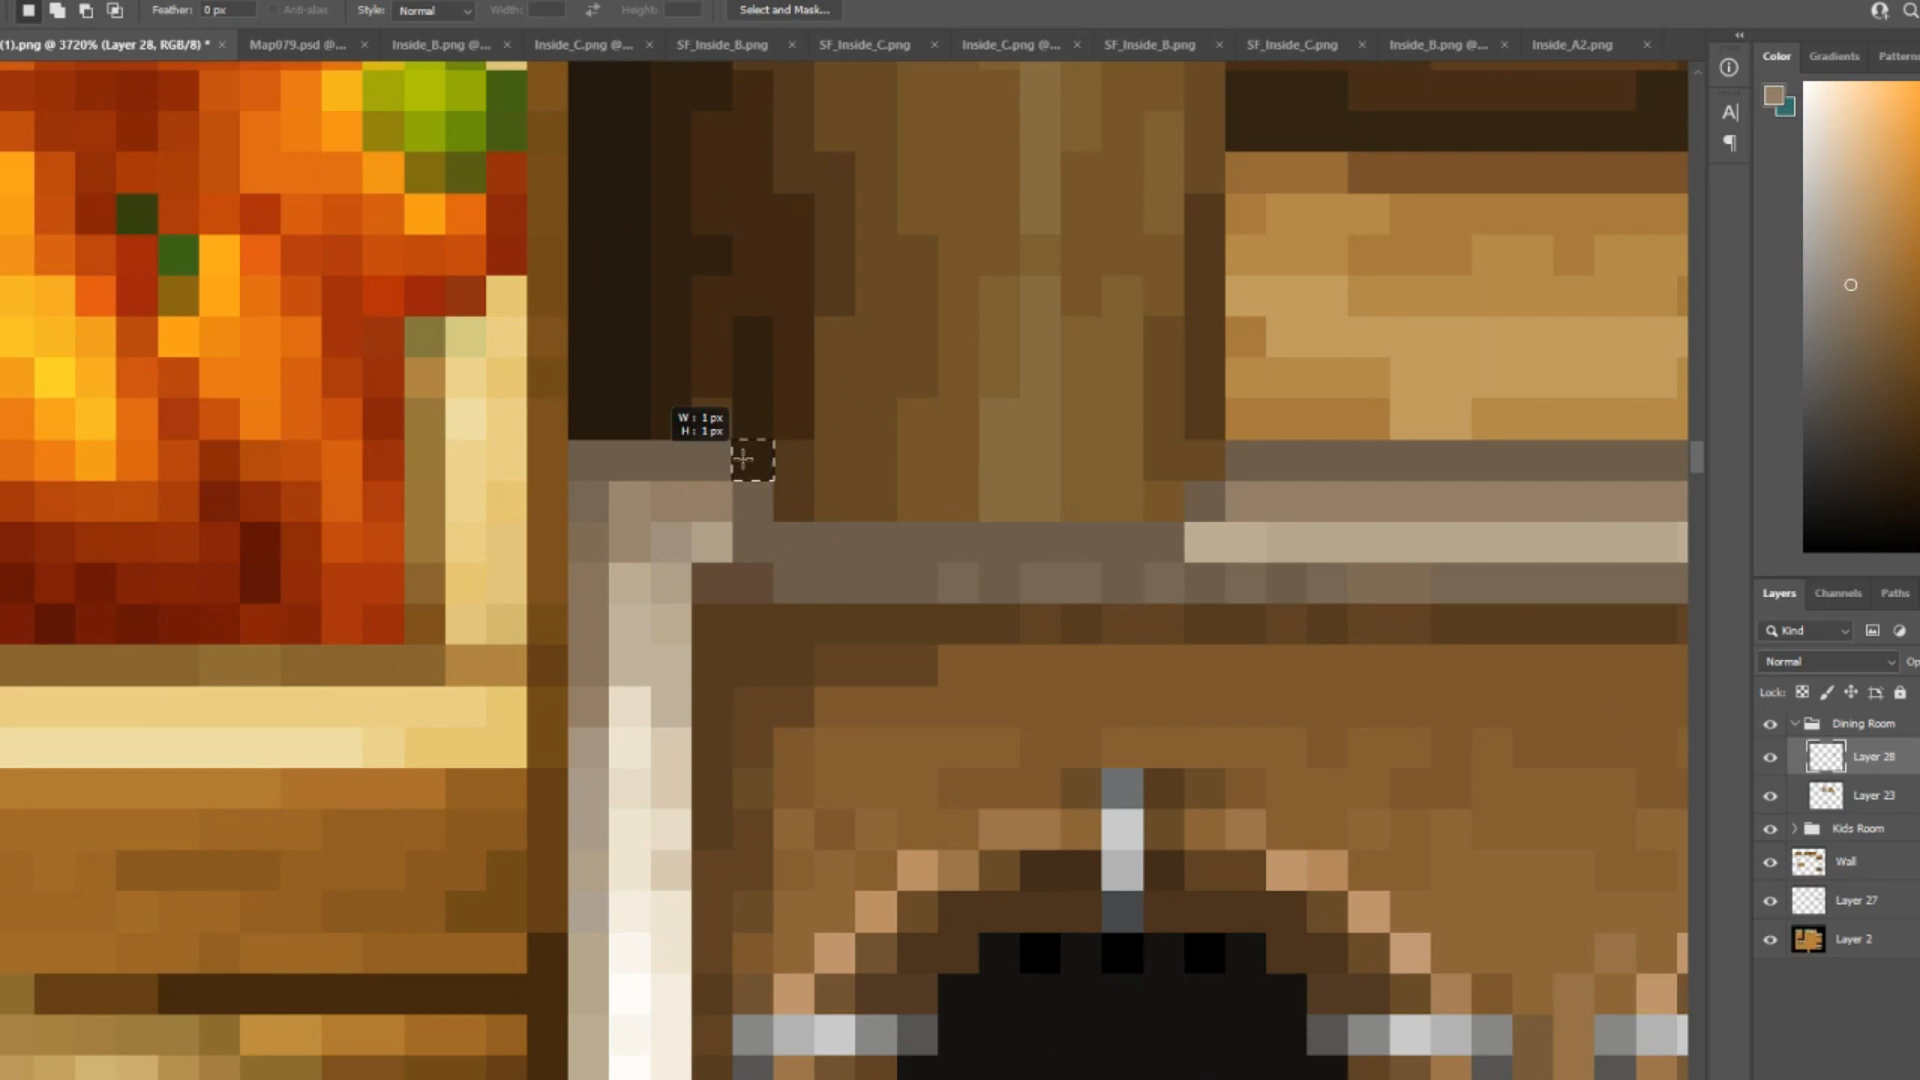 Feather: 0 px Anti-alias Style: Normal Width: Height: Select and Mask...
(1).png @ 3720% (Layer 28, RGB/8) * × Map079.psd @... × Inside_B.png @... × Inside_C.png @... × SF_Inside_B.png × SF_Inside_C.png × Inside_C.png @... × SF_Inside_B.png × SF_Inside_C.png × Inside_B.png @... × Inside_A2.png ×
Color Gradients Patterns
W: 1 px
H: 1 px
Layers Channels Paths
Kind
Normal Op
Lock:
Dining Room
Layer 28
Layer 23
Kids Room
Wall
Layer 27
Layer 2